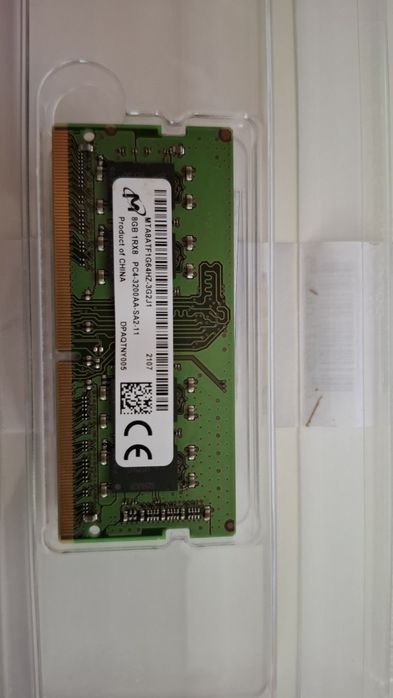 MTA8ATF1G64HZ-3G2J1
8GB 1RX8 PC4-3200AA-SA2-11
Product of CHINA
DPAQTNY005
2107
CE